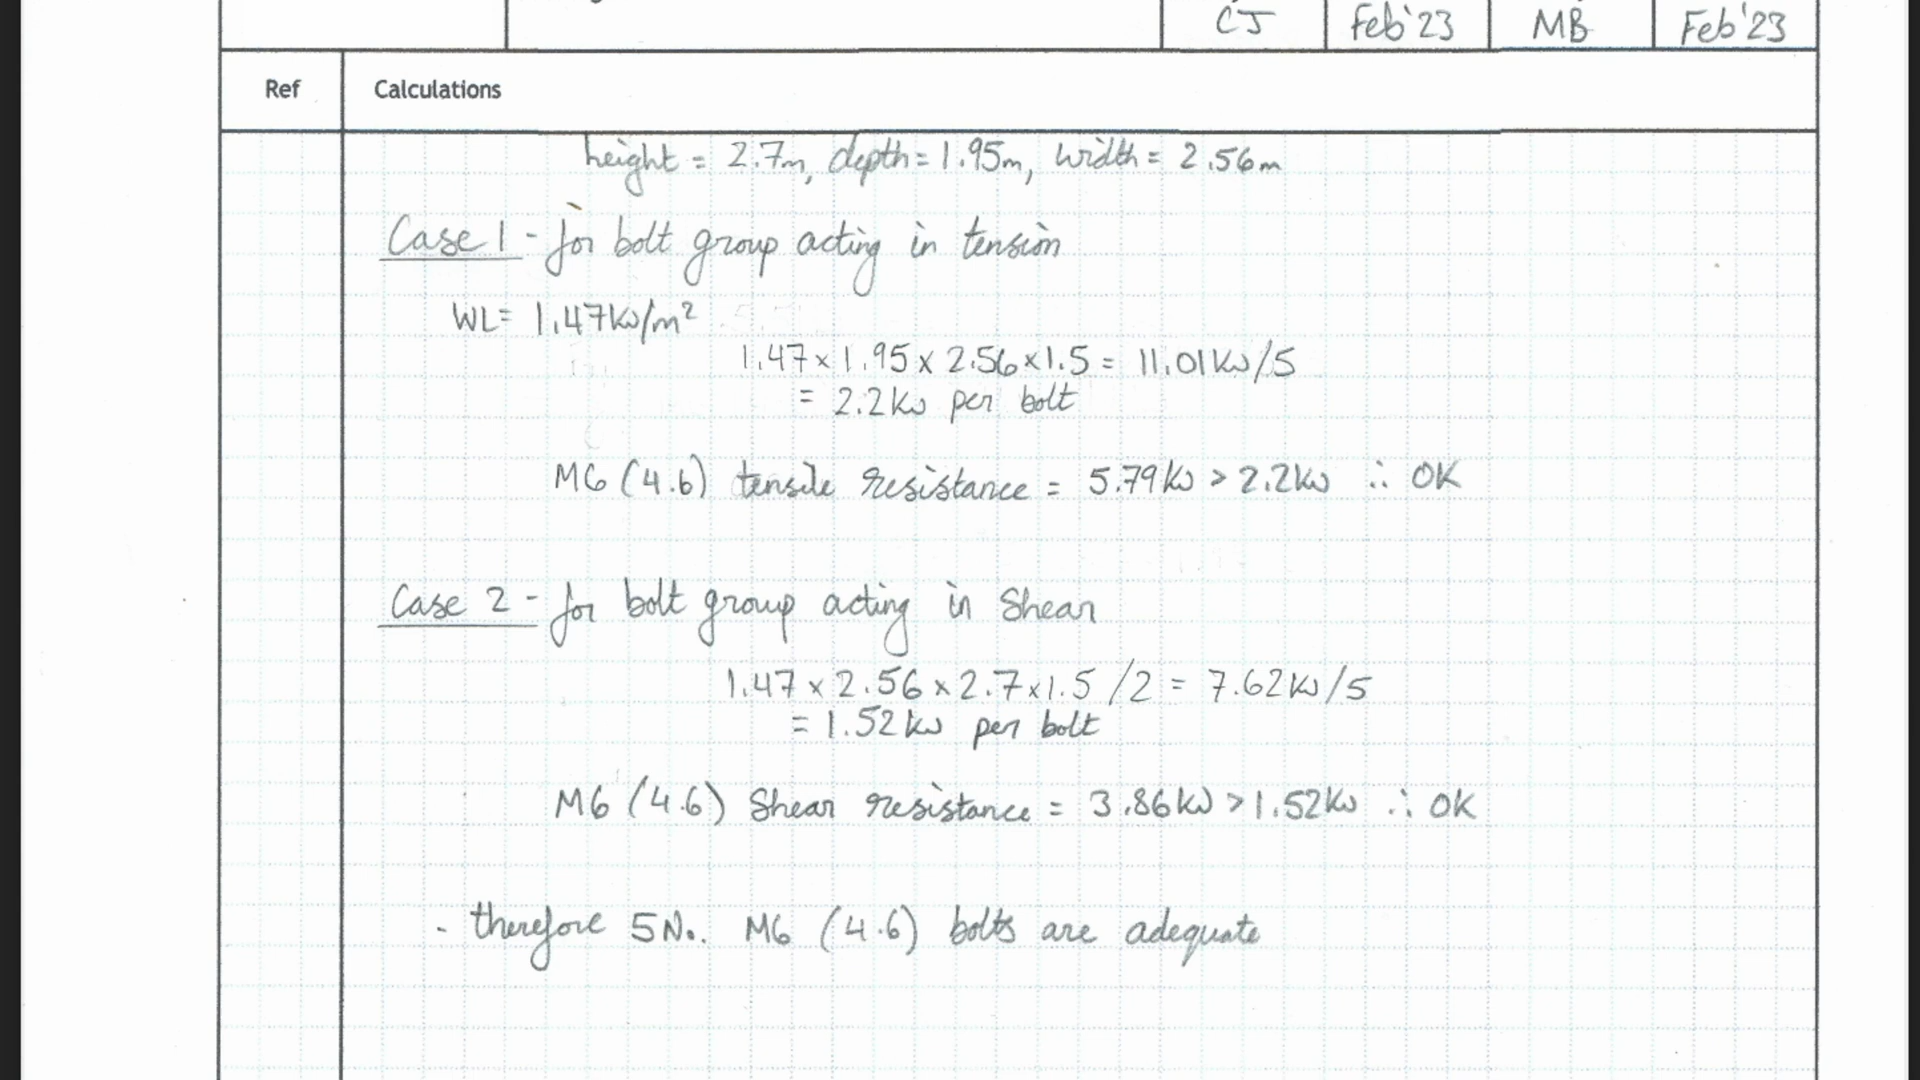 CJ Feb'23 MB Feb'23
Ref Calculations
height = 2.7m, depth = 1.95m, width = 2.56m
Case 1 - for bolt group acting in tension
WL = 1.47kN/m²
1.47 x 1.95 x 2.56 x 1.5 = 11.01kN/5
= 2.2kN per bolt
M6 (4.6) tensile resistance = 5.79kN > 2.2kN ∴ OK
Case 2 - for bolt group acting in Shear
1.47 x 2.56 x 2.7 x 1.5 /2 = 7.62kN/5
= 1.52kN per bolt
M6 (4.6) Shear resistance = 3.86kN > 1.52kN ∴ OK
- therefore 5No. M6 (4.6) bolts are adequate